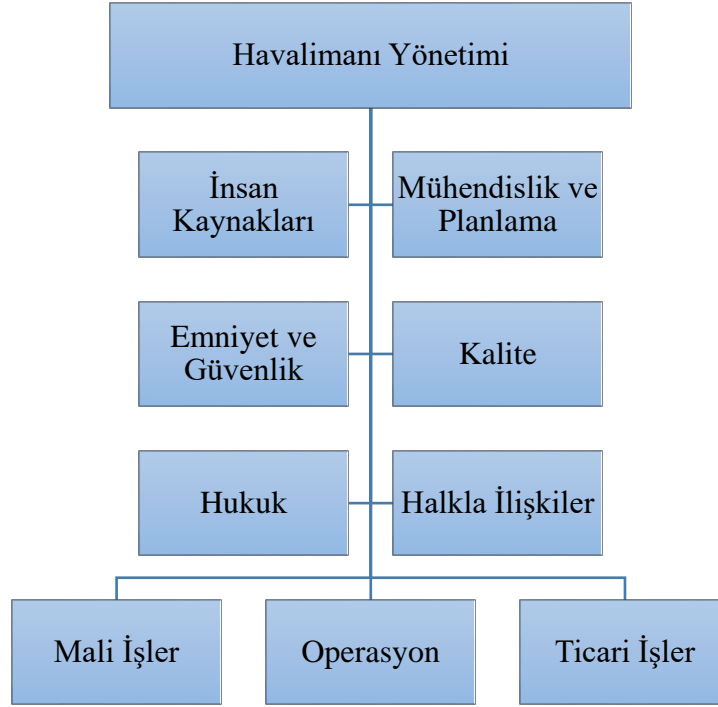 Havalimanı Yönetimi
İnsan
Kaynakları
Mühendislik ve
Planlama
Emniyet ve
Güvenlik
Kalite
Hukuk
Halkla İlişkiler
Mali İşler
Operasyon
Ticari İşler